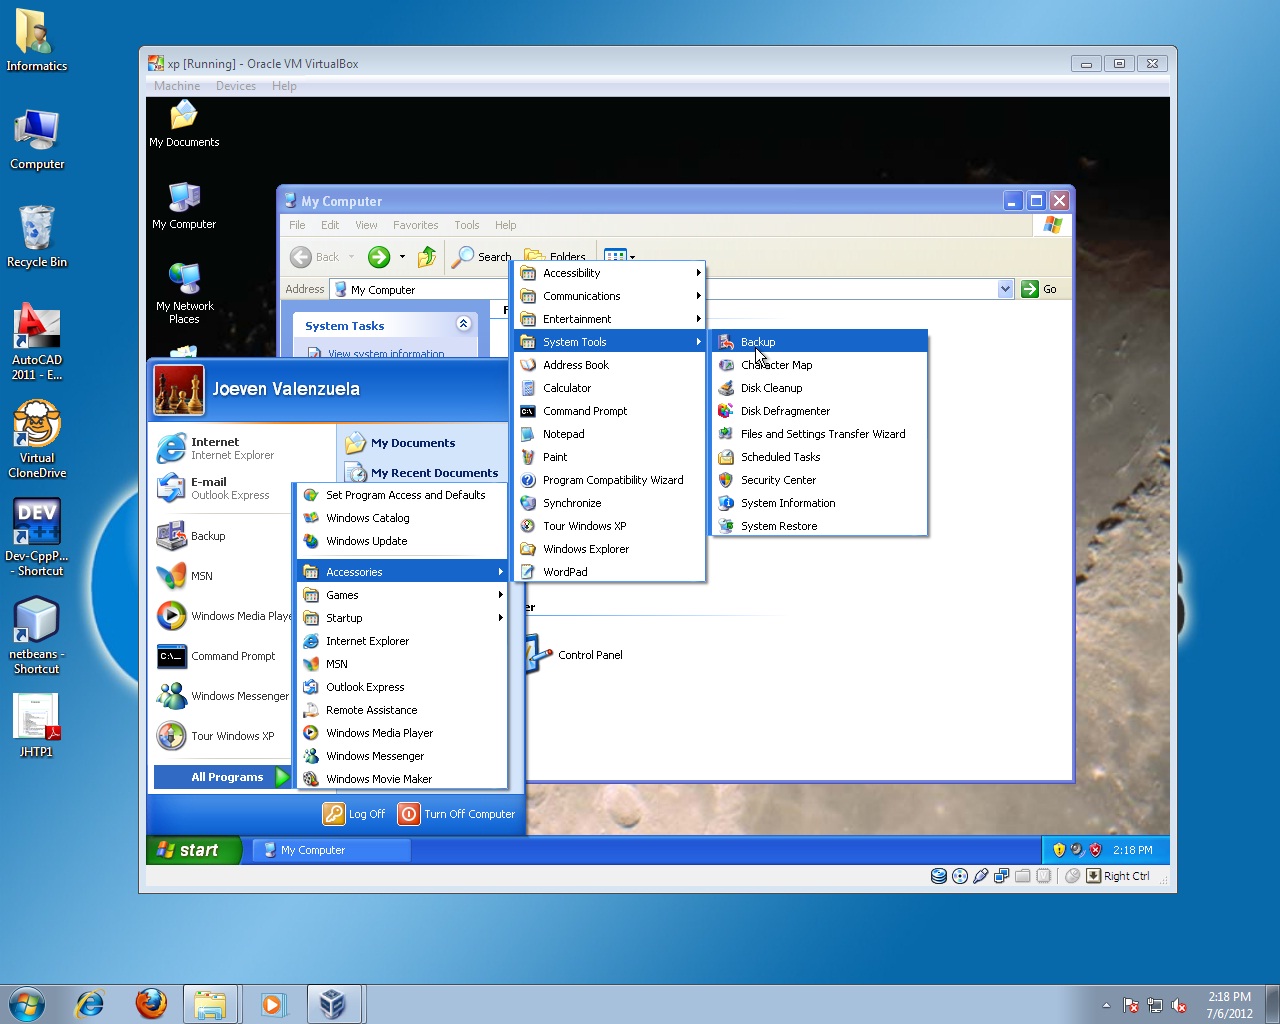 Informatics
Computer
Recycle Bin
AutoCAD
2011 - E...
Virtual
CloneDrive
DEV
Dev-CppP...
- Shortcut
netbeans -
Shortcut
JHTP1
xp [Running] - Oracle VM VirtualBox
Machine Devices Help
My Documents
My Computer
My Network
Places
My Computer
File Edit View Favorites Tools Help
Back Search Folders
Address My Computer Go
System Tasks
View system information
Joeven Valenzuela
Internet
Internet Explorer
E-mail
Outlook Express
Backup
MSN
Windows Media Playe
Command Prompt
Windows Messenger
Tour Windows XP
All Programs
My Documents
My Recent Documents
Set Program Access and Defaults
Windows Catalog
Windows Update
Accessories
Games
Startup
Internet Explorer
MSN
Outlook Express
Remote Assistance
Windows Media Player
Windows Messenger
Windows Movie Maker
Accessibility
Communications
Entertainment
System Tools
Address Book
Calculator
Command Prompt
Notepad
Paint
Program Compatibility Wizard
Synchronize
Tour Windows XP
Windows Explorer
WordPad
Backup
Character Map
Disk Cleanup
Disk Defragmenter
Files and Settings Transfer Wizard
Scheduled Tasks
Security Center
System Information
System Restore
er
Control Panel
Log Off Turn Off Computer
start My Computer 2:18 PM
Right Ctrl
2:18 PM
7/6/2012